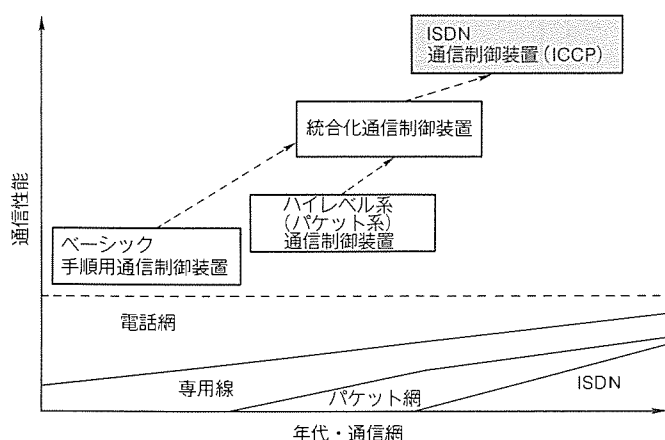 ISDN
通信制御装置(ICCP)
統合化通信制御装置
ハイレベル系
(パケット系)
通信制御装置
ベーシック
手順用通信制御装置
通信性能
電話網
専用線
パケット網
ISDN
年代・通信網